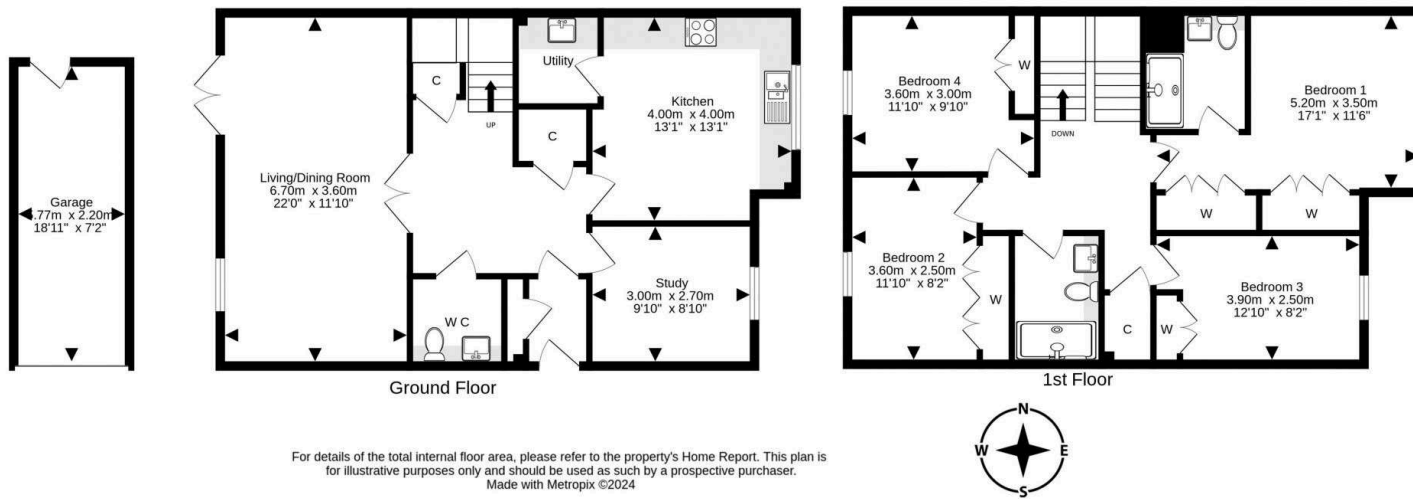 Garage
5.77m x 2.20m
18'11" x 7'2"
Living/Dining Room
6.70m x 3.60m
22'0" x 11'10"
C
UP
Utility
C
Kitchen
4.00m x 4.00m
13'1" x 13'1"
Study
3.00m x 2.70m
9'10" x 8'10"
W C
Ground Floor
Bedroom 4
3.60m x 3.00m
11'10" x 9'10"
W
DOWN
Bedroom 1
5.20m x 3.50m
17'1" x 11'6"
W
W
Bedroom 2
3.60m x 2.50m
11'10" x 8'2"
W
C
W
Bedroom 3
3.90m x 2.50m
12'10" x 8'2"
1st Floor
N
W
E
S
For details of the total internal floor area, please refer to the property's Home Report. This plan is
for illustrative purposes only and should be used as such by a prospective purchaser.
Made with Metropix ©2024